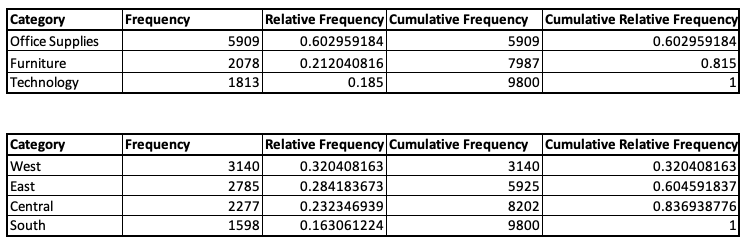 Category Frequency Relative Frequency Cumulative Frequency Cumulative Relative Frequency
Office Supplies 5909 0.602959184 5909 0.602959184
Furniture 2078 0.212040816 7987 0.815
Technology 1813 0.185 9800 1
Category Frequency Relative Frequency Cumulative Frequency Cumulative Relative Frequency
West 3140 0.320408163 3140 0.320408163
East 2785 0.284183673 5925 0.604591837
Central 2277 0.232346939 8202 0.836938776
South 1598 0.163061224 9800 1